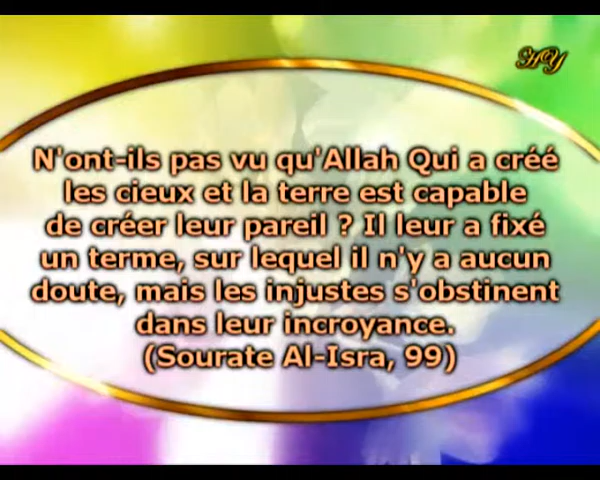 HY
N'ont-ils pas vu qu'Allah Qui a créé
les cieux et la terre est capable
de créer leur pareil ? Il leur a fixé
un terme, sur lequel il n'y a aucun
doute, mais les injustes s'obstinent
dans leur incroyance.
(Sourate Al-Isra, 99)